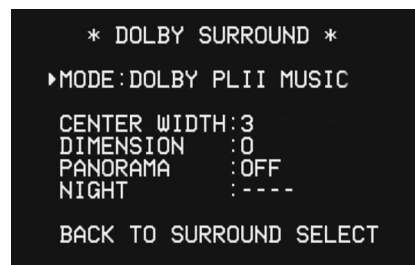 * DOLBY SURROUND *
▸MODE:DOLBY PLII MUSIC
CENTER WIDTH:3
DIMENSION :0
PANORAMA :OFF
NIGHT :----
BACK TO SURROUND SELECT